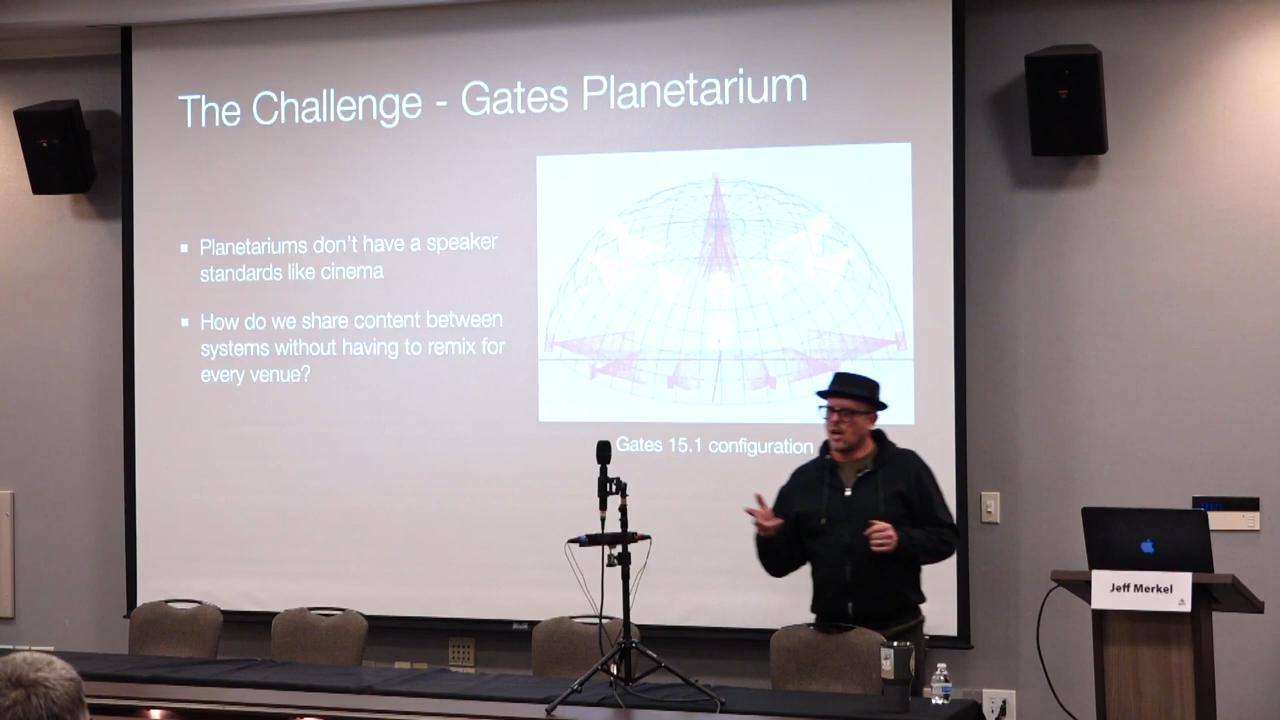 The Challenge - Gates Planetarium
Planetariums don't have a speaker
standards like cinema
How do we share content between
systems without having to remix for
every venue?
Gates 15.1 configuration
Jeff Merkel